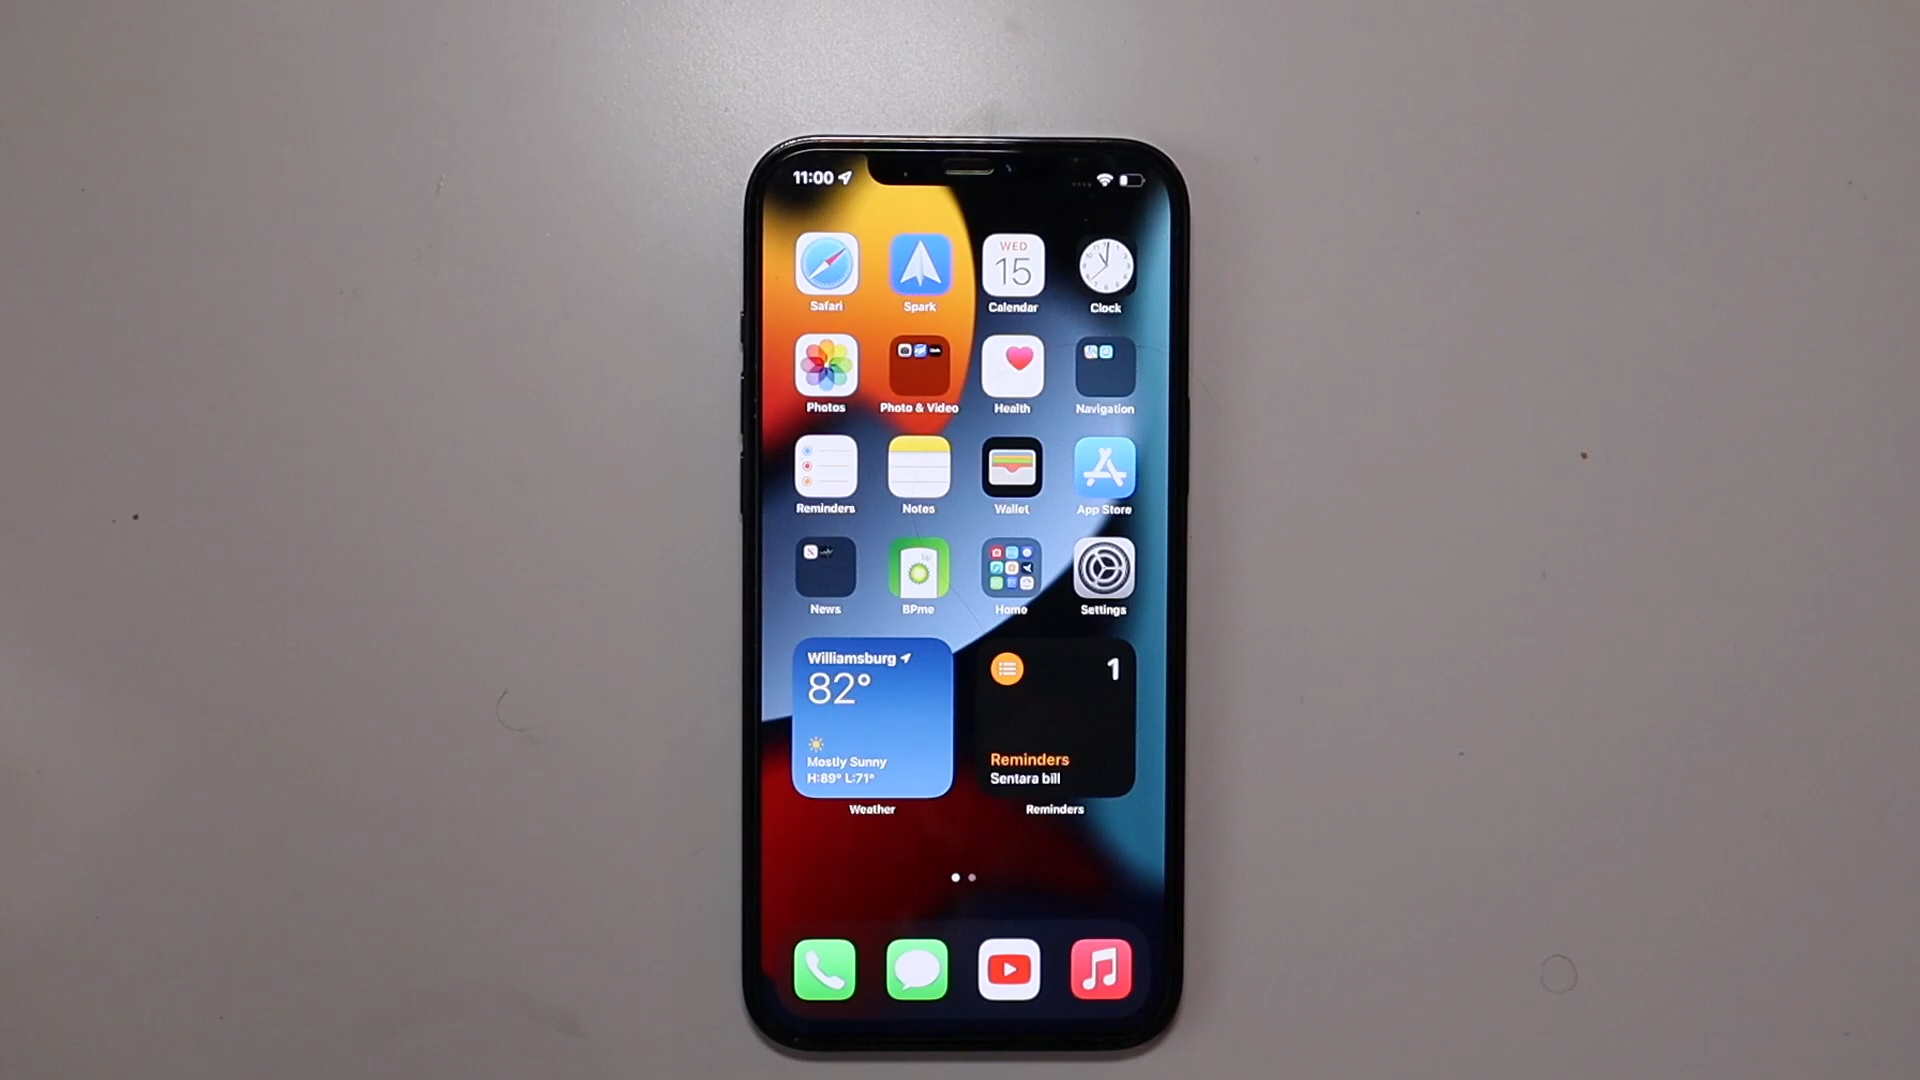 11:00
WED
15
Safari
Spark
Calendar
Clock
Photos
Photo & Video
Health
Navigation
Reminders
Notes
Wallet
App Store
News
BPme
Home
Settings
Williamsburg
82°
Mostly Sunny
H:89° L:71°
Weather
1
Reminders
Sentara bill
Reminders